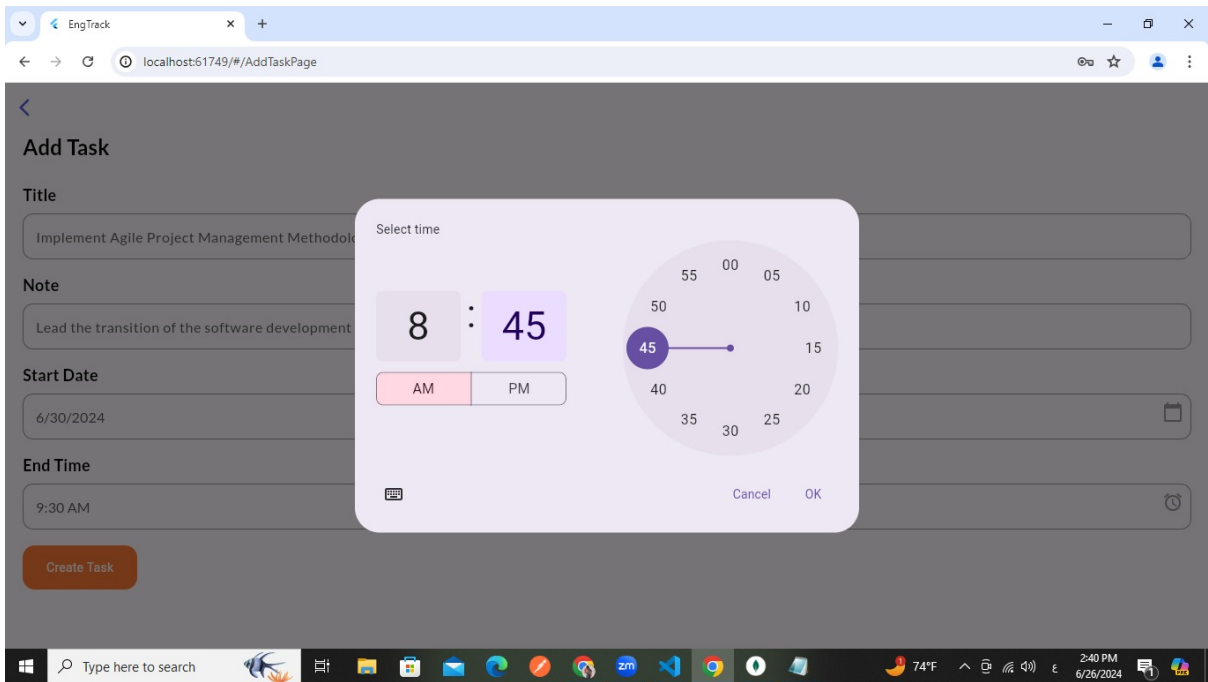 EngTrack
localhost:61749/#/AddTaskPage
Add Task
Title
Implement Agile Project Management
Note
Lead the transition of the software development
Start Date
6/30/2024
End Time
9:30 AM
Create Task
Select time
8 : 45
AM PM
00
05
10
15
20
25
30
35
40
45
50
55
Cancel OK
Type here to search
zm
74°F
ع
2:40 PM
6/26/2024
1
PRE